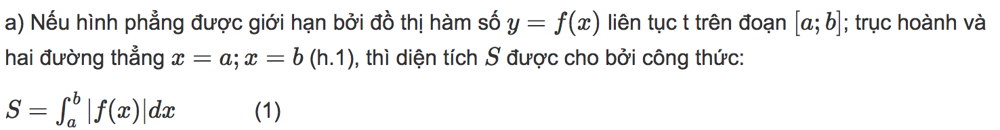 a) Nếu hình phẳng được giới hạn bởi đồ thị hàm số y = f(x) liên tục t trên đoạn [a; b]; trục hoành và
hai đường thẳng x = a; x = b (h.1), thì diện tích S được cho bởi công thức:
S = ∫ₐᵇ |f(x)|dx (1)